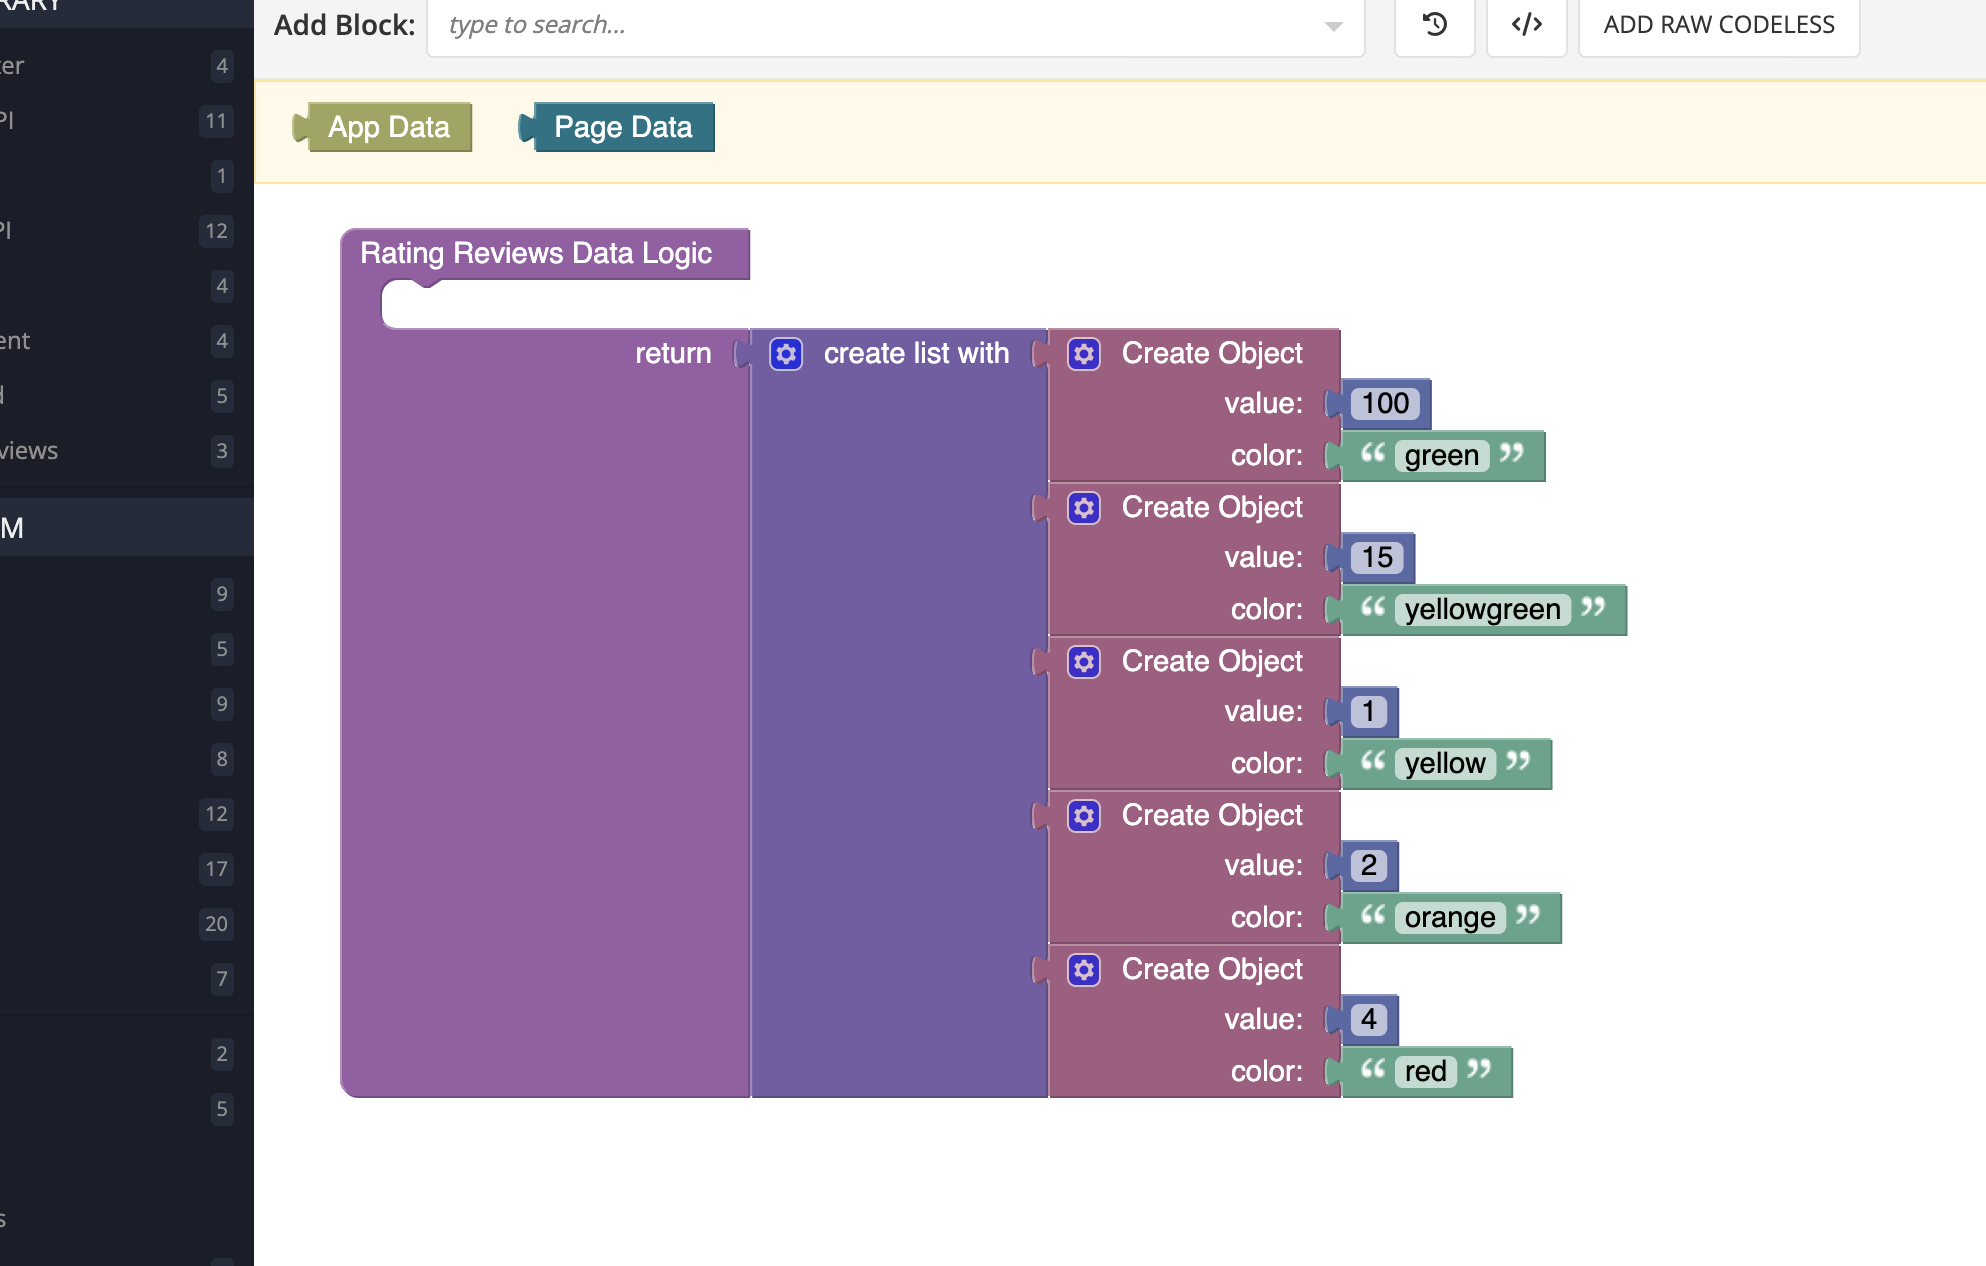 RARY
ter 4
PI 11
1
PI 12
4
ent 4
d 5
views 3
M
9
5
9
8
12
17
20
7
2
5
s
Add Block: type to search... </> ADD RAW CODELESS
App Data Page Data
Rating Reviews Data Logic
return create list with Create Object
value: 100
color: “ green ”
Create Object
value: 15
color: “ yellowgreen ”
Create Object
value: 1
color: “ yellow ”
Create Object
value: 2
color: “ orange ”
Create Object
value: 4
color: “ red ”